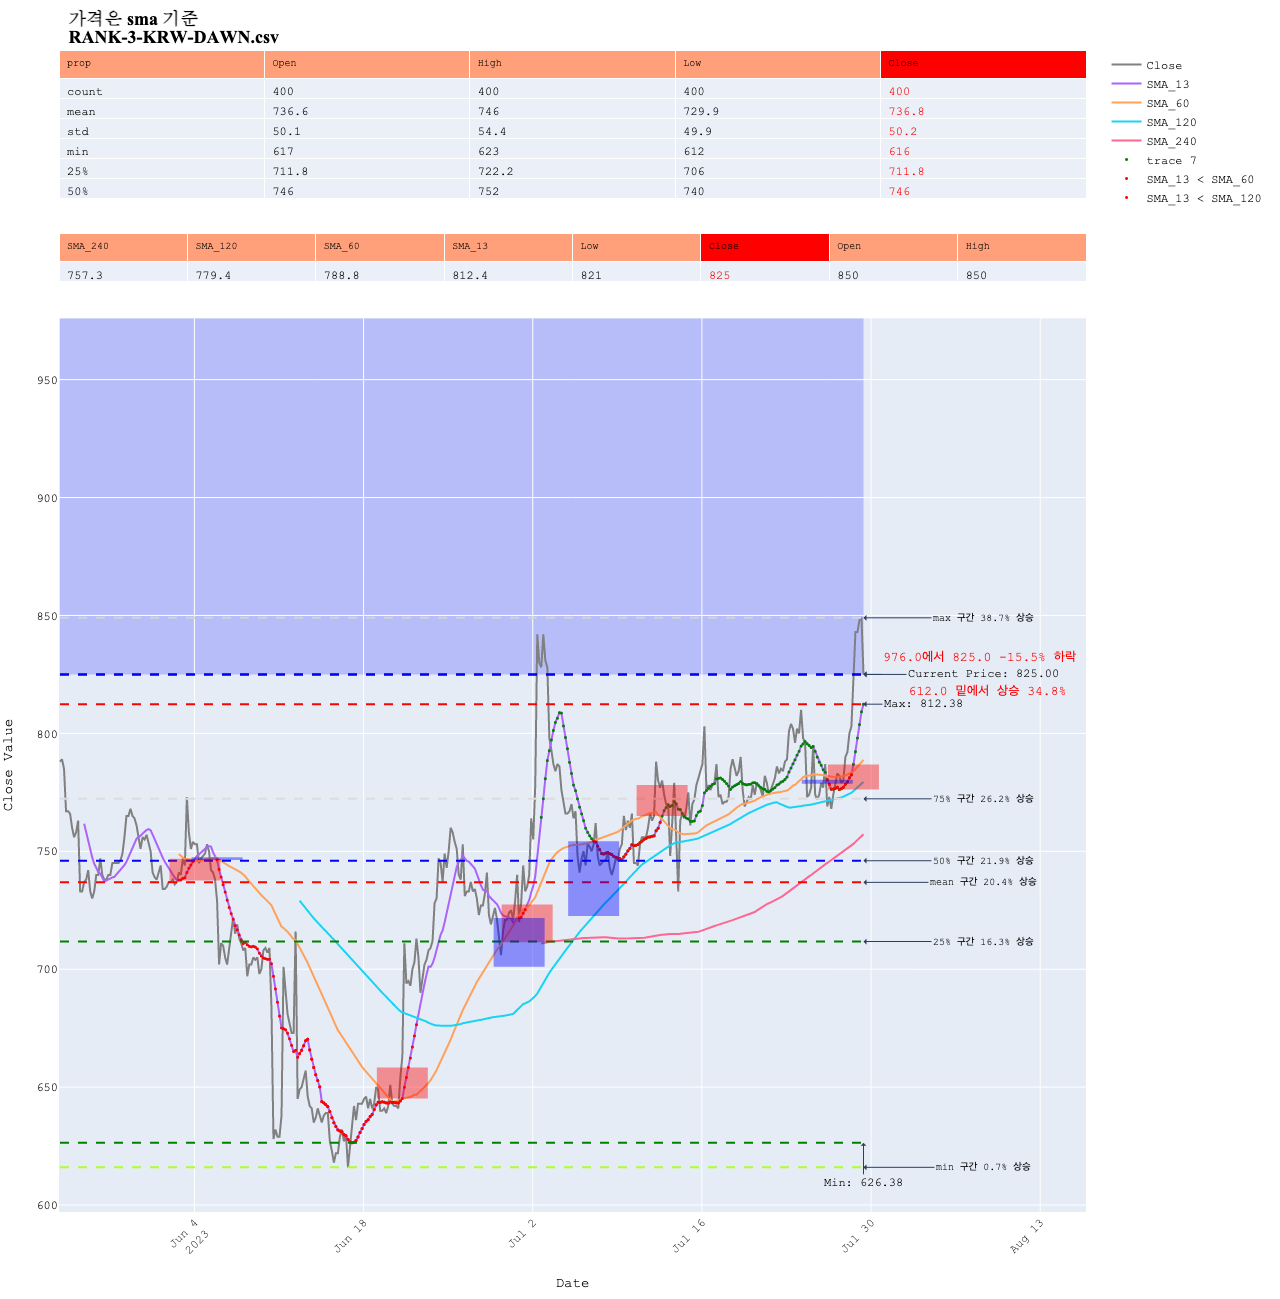 가격은 sma 기준
RANK-3-KRW-DAWN.csv
prop Open High Low Close
count 400 400 400 400
mean 736.6 746 729.9 736.8
std 50.1 54.4 49.9 50.2
min 617 623 612 616
25% 711.8 722.2 706 711.8
50% 746 752 740 746
SMA_240 SMA_120 SMA_60 SMA_13 Low Close Open High
757.3 779.4 788.8 812.4 821 825 850 850
Close
SMA_13
SMA_60
SMA_120
SMA_240
trace 7
SMA_13 < SMA_60
SMA_13 < SMA_120
950
900
850
800
750
700
650
600
Close Value
max 구간 38.7% 상승
976.0에서 825.0 -15.5% 하락
Current Price: 825.00
612.0 밑에서 상승 34.8%
Max: 812.38
75% 구간 26.2% 상승
50% 구간 21.9% 상승
mean 구간 20.4% 상승
25% 구간 16.3% 상승
min 구간 0.7% 상승
Min: 626.38
Jun 4
2023
Jun 18
Jul 2
Jul 16
Jul 30
Aug 13
Date